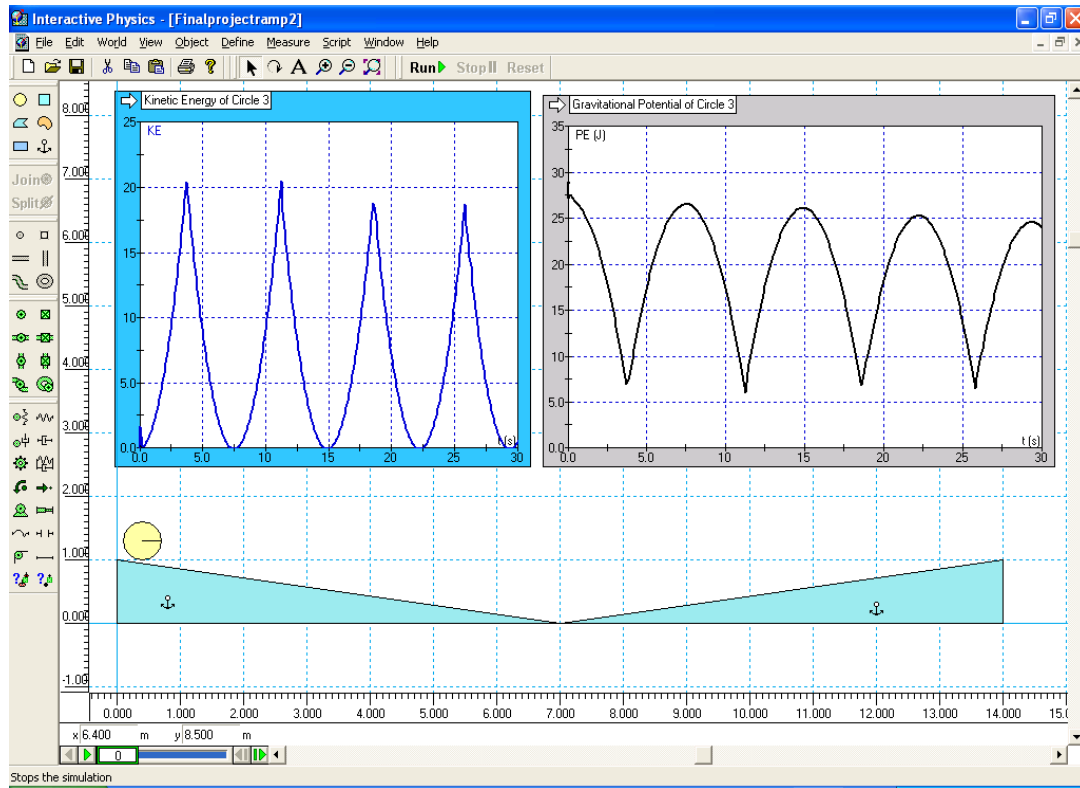 Interactive Physics - [Finalprojectramp2]
File Edit World View Object Define Measure Script Window Help
Run Stop Reset
Join
Split
Kinetic Energy of Circle 3
KE
25
20
15
10
5.0
0.0
0.0 5.0 10 15 20 25 30
t (s)
Gravitational Potential of Circle 3
PE (J)
35
30
25
20
15
10
5.0
0.0
0.0 5.0 10 15 20 25 30
t (s)
8.000
7.000
6.000
5.000
4.000
3.000
2.000
1.000
0.000
-1.00
0.000 1.000 2.000 3.000 4.000 5.000 6.000 7.000 8.000 9.000 10.000 11.000 12.000 13.000 14.000 15.0
x 6.400 m y 8.500 m
0
Stops the simulation